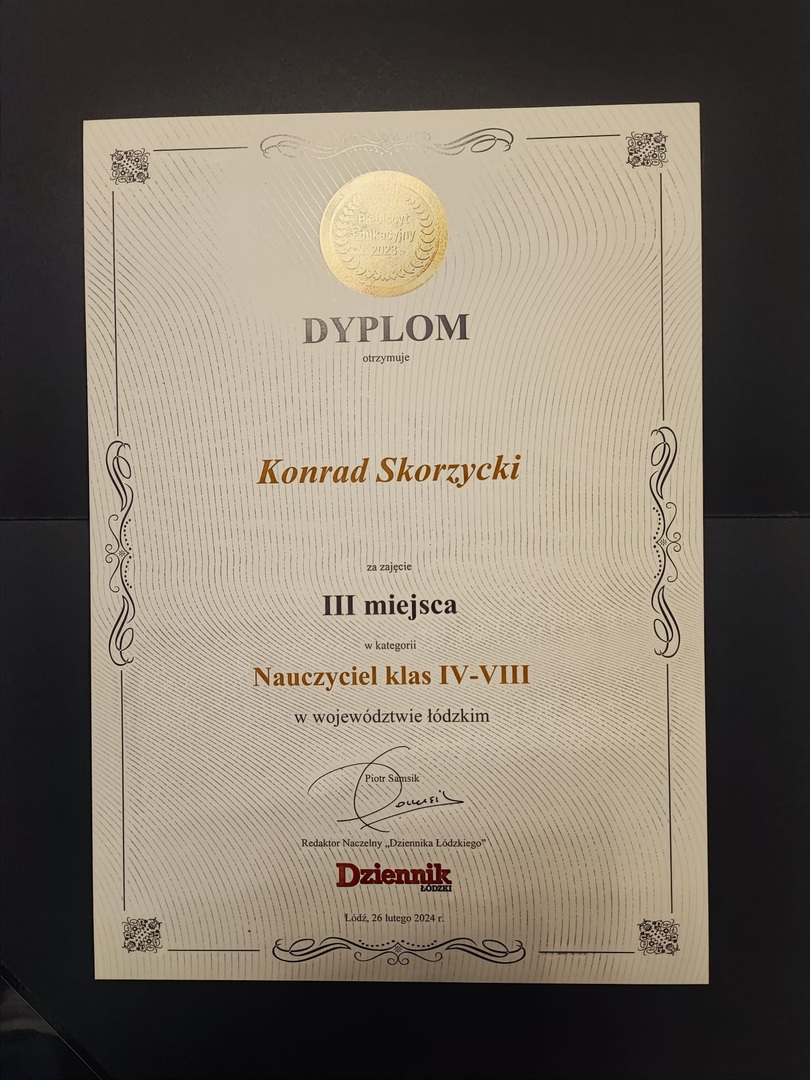 Plebiscyt
Edukacyjny
2023
DYPLOM
otrzymuje
Konrad Skorzycki
za zajęcie
III miejsca
w kategorii
Nauczyciel klas IV-VIII
w województwie łódzkim
Piotr Samsik
Redaktor Naczelny „Dziennika Łódzkiego”
Dziennik
ŁÓDZKI
Łódź, 26 lutego 2024 r.